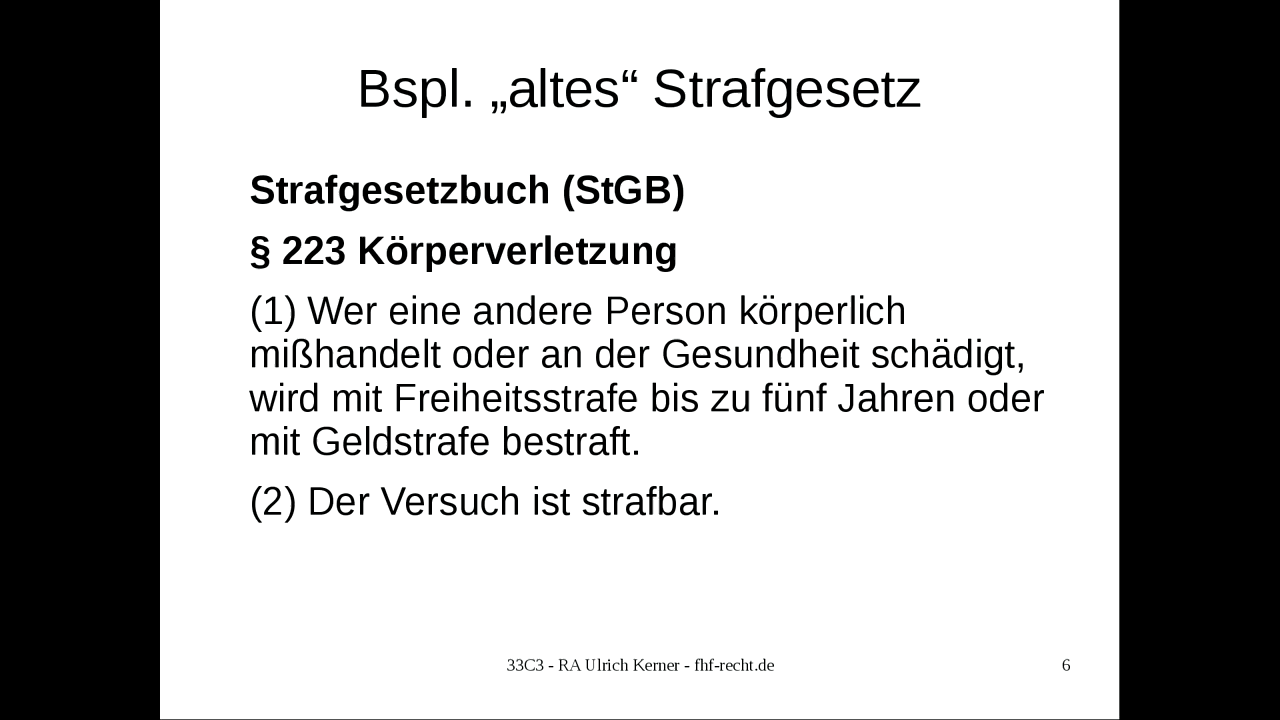 Bspl. „altes“ Strafgesetz
Strafgesetzbuch (StGB)
§ 223 Körperverletzung
(1) Wer eine andere Person körperlich
mißhandelt oder an der Gesundheit schädigt,
wird mit Freiheitsstrafe bis zu fünf Jahren oder
mit Geldstrafe bestraft.
(2) Der Versuch ist strafbar.
33C3 - RA Ulrich Kerner - fhf-recht.de
6